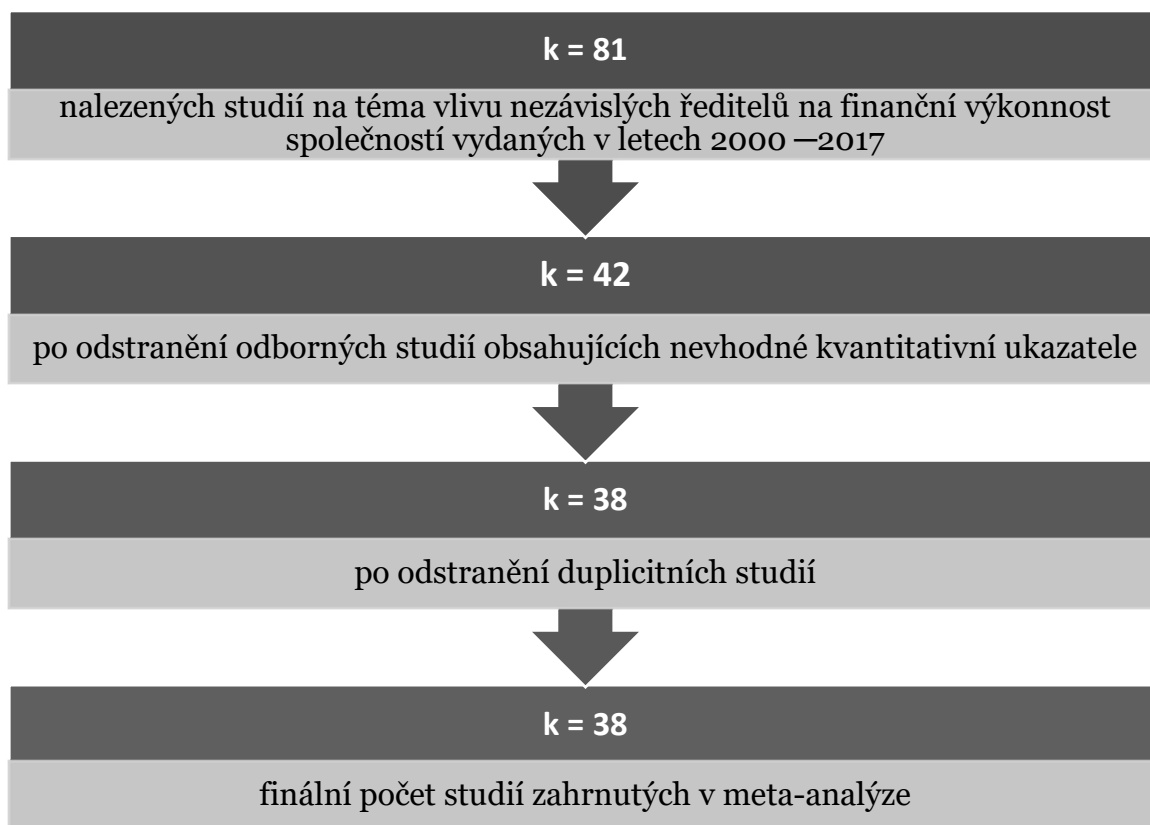 k = 81
nalezených studií na téma vlivu nezávislých ředitelů na finanční výkonnost
společností vydaných v letech 2000 —2017
k = 42
po odstranění odborných studií obsahujících nevhodné kvantitativní ukazatele
k = 38
po odstranění duplicitních studií
k = 38
finální počet studií zahrnutých v meta-analýze